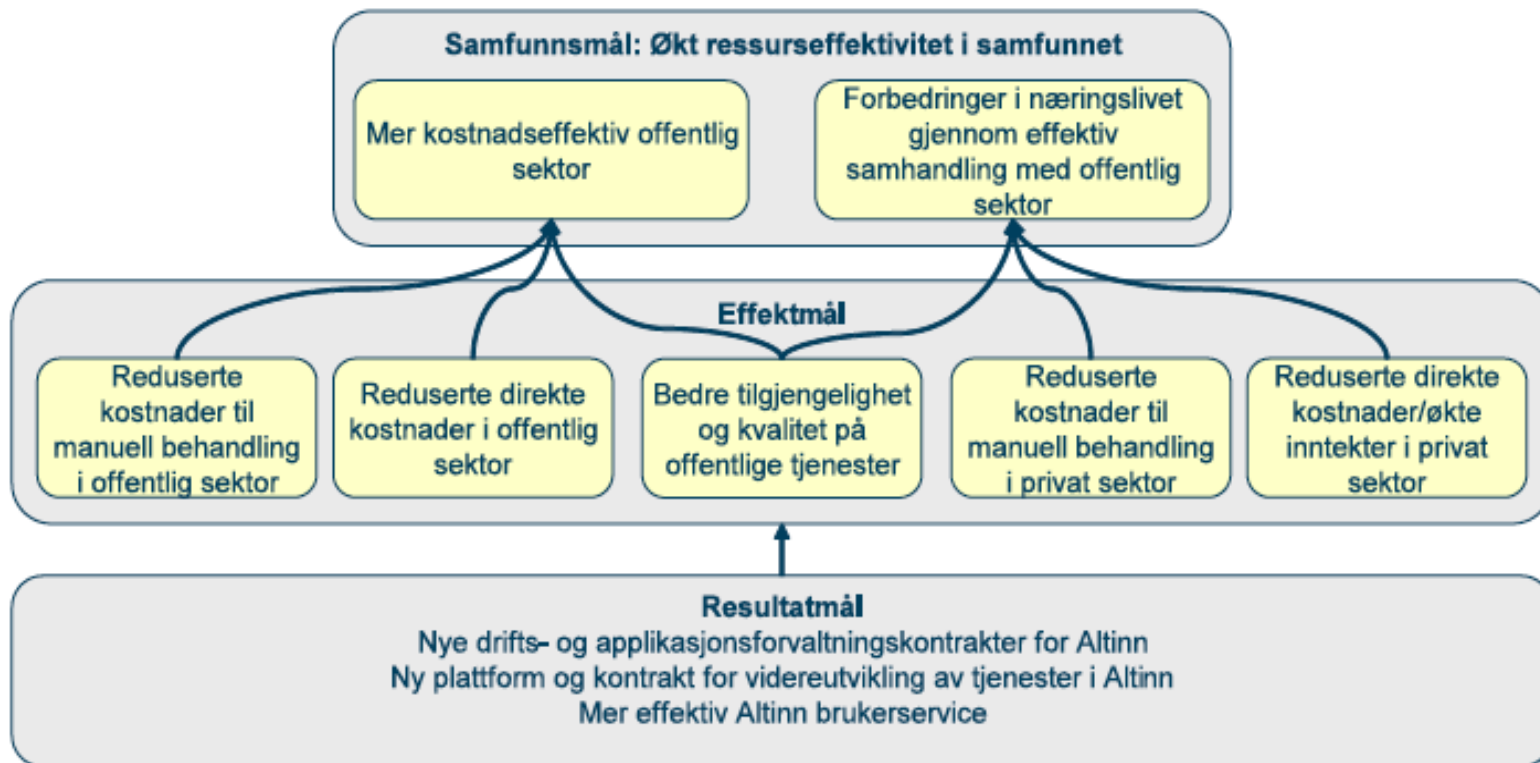 Samfunnsmål: Økt ressurseffektivitet i samfunnet
Mer kostnadseffektiv offentlig
sektor
Forbedringer i næringslivet
gjennom effektiv
samhandling med offentlig
sektor
Effektmål
Reduserte
kostnader til
manuell behandling
i offentlig sektor
Reduserte direkte
kostnader i offentlig
sektor
Bedre tilgjengelighet
og kvalitet på
offentlige tjenester
Reduserte
kostnader til
manuell behandling
i privat sektor
Reduserte direkte
kostnader/økte
inntekter i privat
sektor
Resultatmål
Nye drifts- og applikasjonsforvaltningskontrakter for Altinn
Ny plattform og kontrakt for videreutvikling av tjenester i Altinn
Mer effektiv Altinn brukerservice